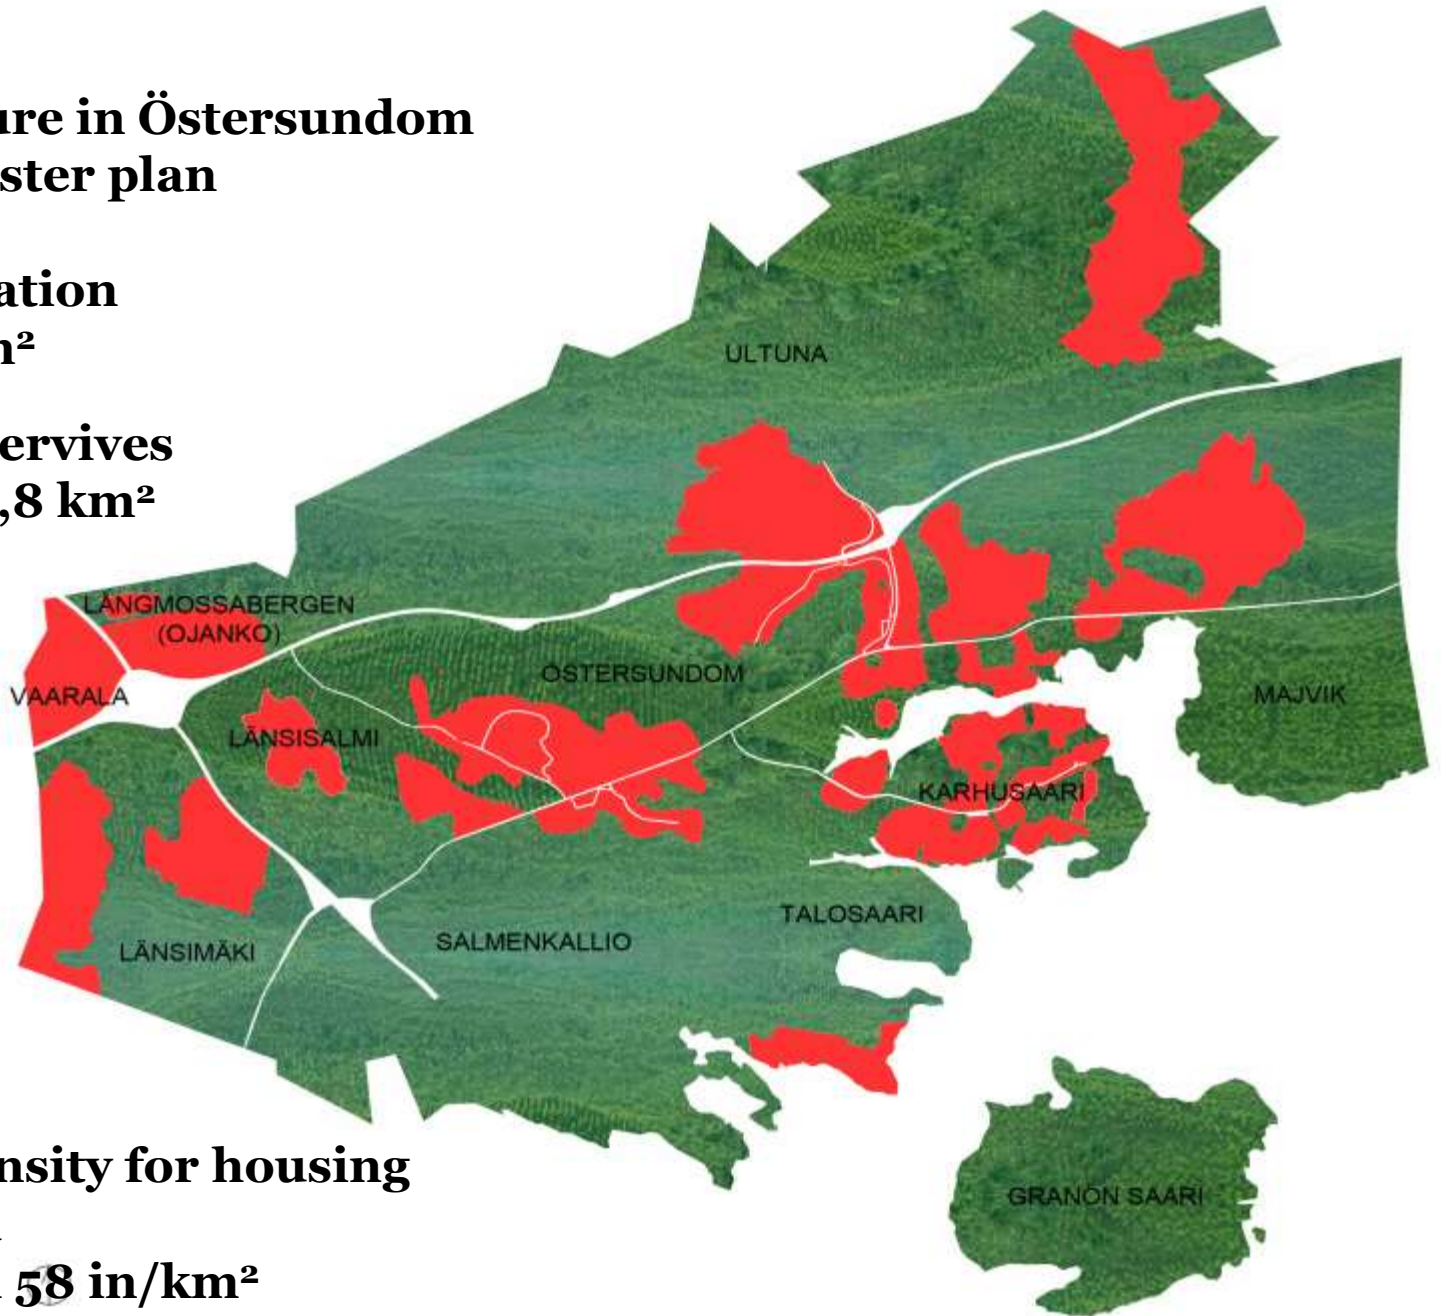 ure in Östersundom
ster plan
ation
m²
ervives
,8 km²
ULTUNA
LÅNGMOSSABERGEN
(OJANKO)
VAARALA
ÖSTERSUNDOM
LÄNSISALMI
MAJVIK
KARHUSAARI
TALOSAARI
SALMENKALLIO
LÄNSIMÄKI
GRANÖN SAARI
nsity for housing
58 in/km²